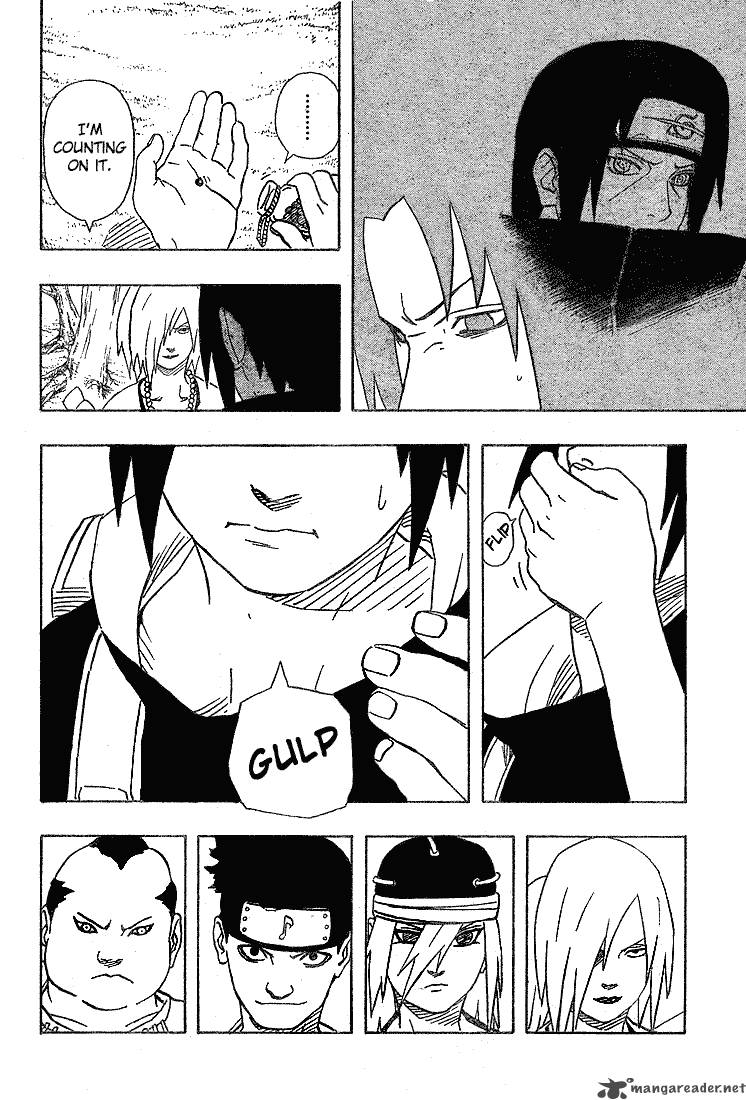 ........
I'M
COUNTING
ON IT.
FLIP
GULP
mangareader.net